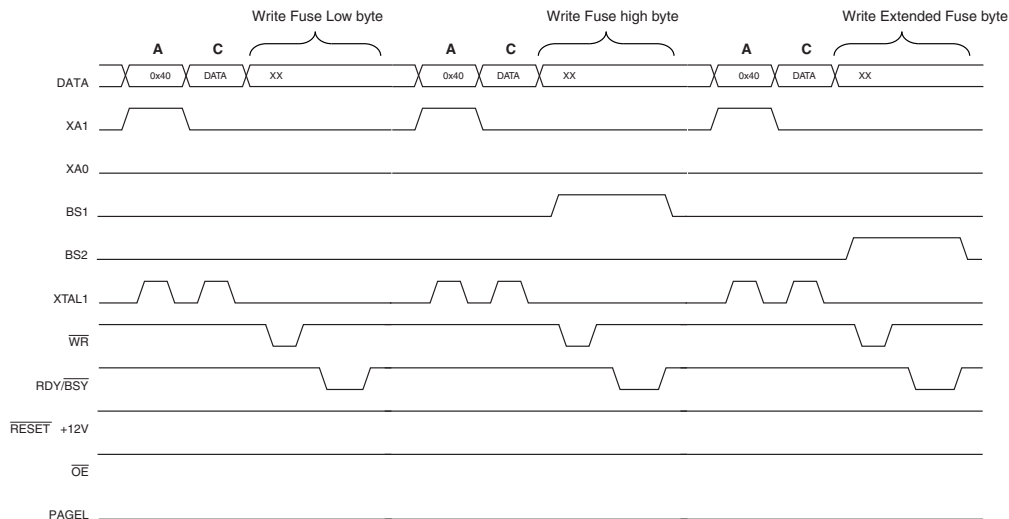 Write Fuse Low byte Write Fuse high byte Write Extended Fuse byte
A C A C A C
DATA 0x40 DATA XX 0x40 DATA XX 0x40 DATA XX
XA1
XA0
BS1
BS2
XTAL1
WR
RDY/BSY
RESET +12V
OE
PAGEL